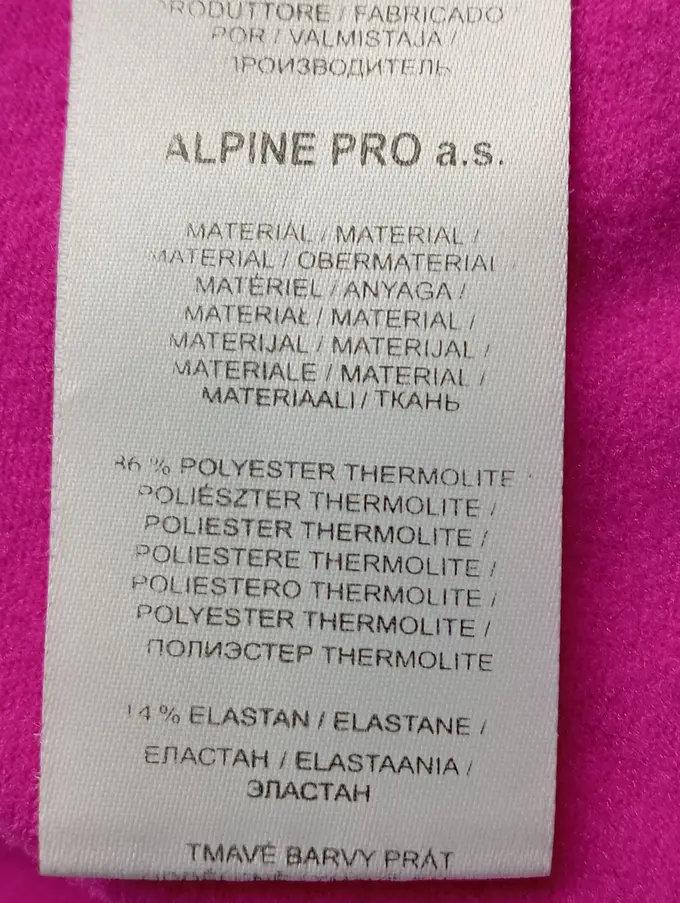 PRODUTTORE / FABRICADO
POR / VALMISTAJA /
ПРОИЗВОДИТЕЛЬ
ALPINE PRO a.s.
MATERIÁL / MATERIAL /
MATERIAL / OBERMATERIAL /
MATÉRIEL / ANYAGA /
MATERIAŁ / MATERIAL /
MATERIJAL / MATERIJAL /
MATERIALE / MATERIAL /
MATERIAALI / ТКАНЬ
86 % POLYESTER THERMOLITE /
POLIÉSZTER THERMOLITE /
POLIESTER THERMOLITE /
POLIESTERE THERMOLITE /
POLIESTERO THERMOLITE /
POLYESTER THERMOLITE /
ПОЛИЭСТЕР THERMOLITE
14 % ELASTAN / ELASTANE /
ЕЛАСТАН / ELASTAANIA /
ЭЛАСТАН
TMAVÉ BARVY PRÁT